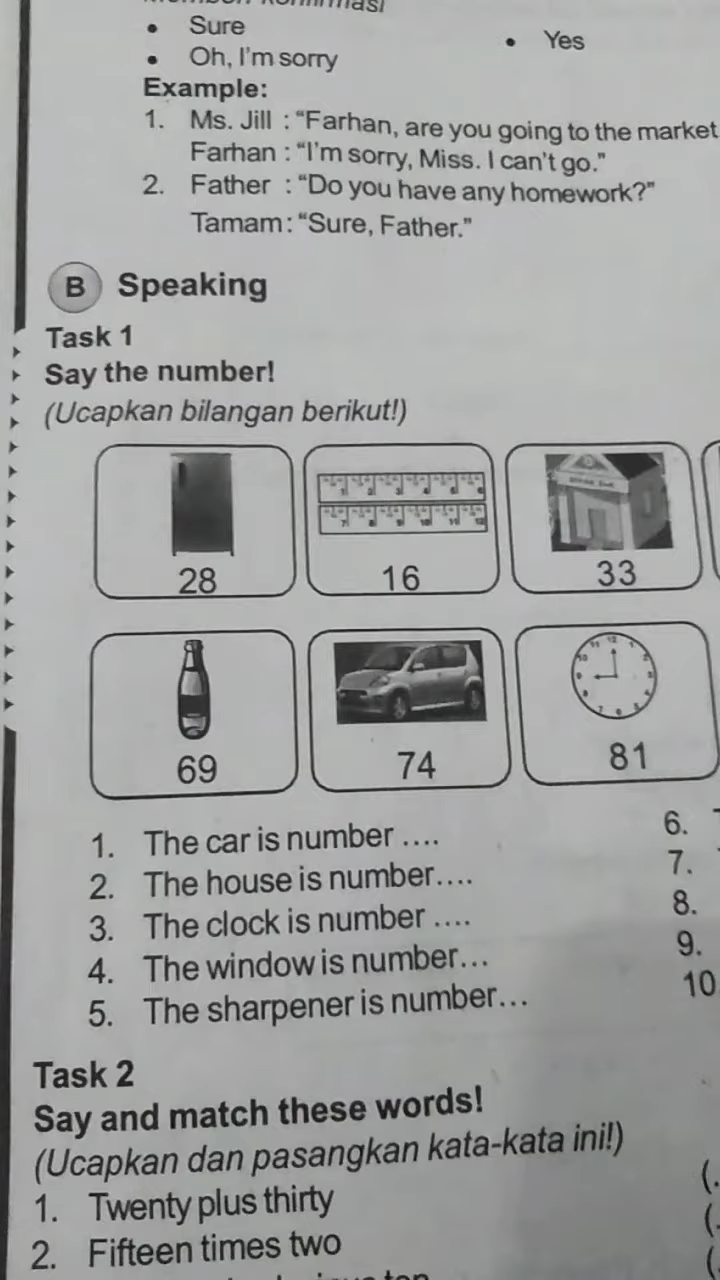 Sure
Yes
Oh, I'm sorry
Example:
1. Ms. Jill : “Farhan, are you going to the market
Farhan : “I'm sorry, Miss. I can't go.”
2. Father : “Do you have any homework?”
Tamam : “Sure, Father.”
B Speaking
Task 1
Say the number!
(Ucapkan bilangan berikut!)
28 16 33
69 74 81
1. The car is number ....
2. The house is number....
3. The clock is number ....
4. The window is number...
5. The sharpener is number...
6.
7.
8.
9.
10
Task 2
Say and match these words!
(Ucapkan dan pasangkan kata-kata ini!)
1. Twenty plus thirty
2. Fifteen times two